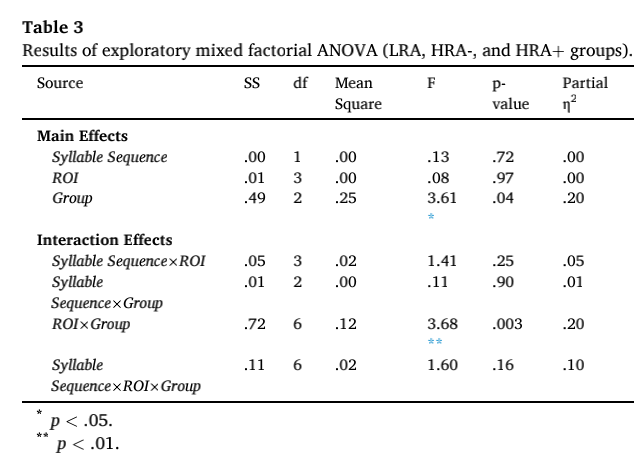 Table 3
Results of exploratory mixed factorial ANOVA (LRA, HRA-, and HRA+ groups).
Source SS df Mean Square F p-value Partial η²
Main Effects
Syllable Sequence .00 1 .00 .13 .72 .00
ROI .01 3 .00 .08 .97 .00
Group .49 2 .25 3.61 * .04 .20
Interaction Effects
Syllable Sequence×ROI .05 3 .02 1.41 .25 .05
Syllable Sequence×Group .01 2 .00 .11 .90 .01
ROI×Group .72 6 .12 3.68 ** .003 .20
Syllable Sequence×ROI×Group .11 6 .02 1.60 .16 .10
* p < .05.
** p < .01.